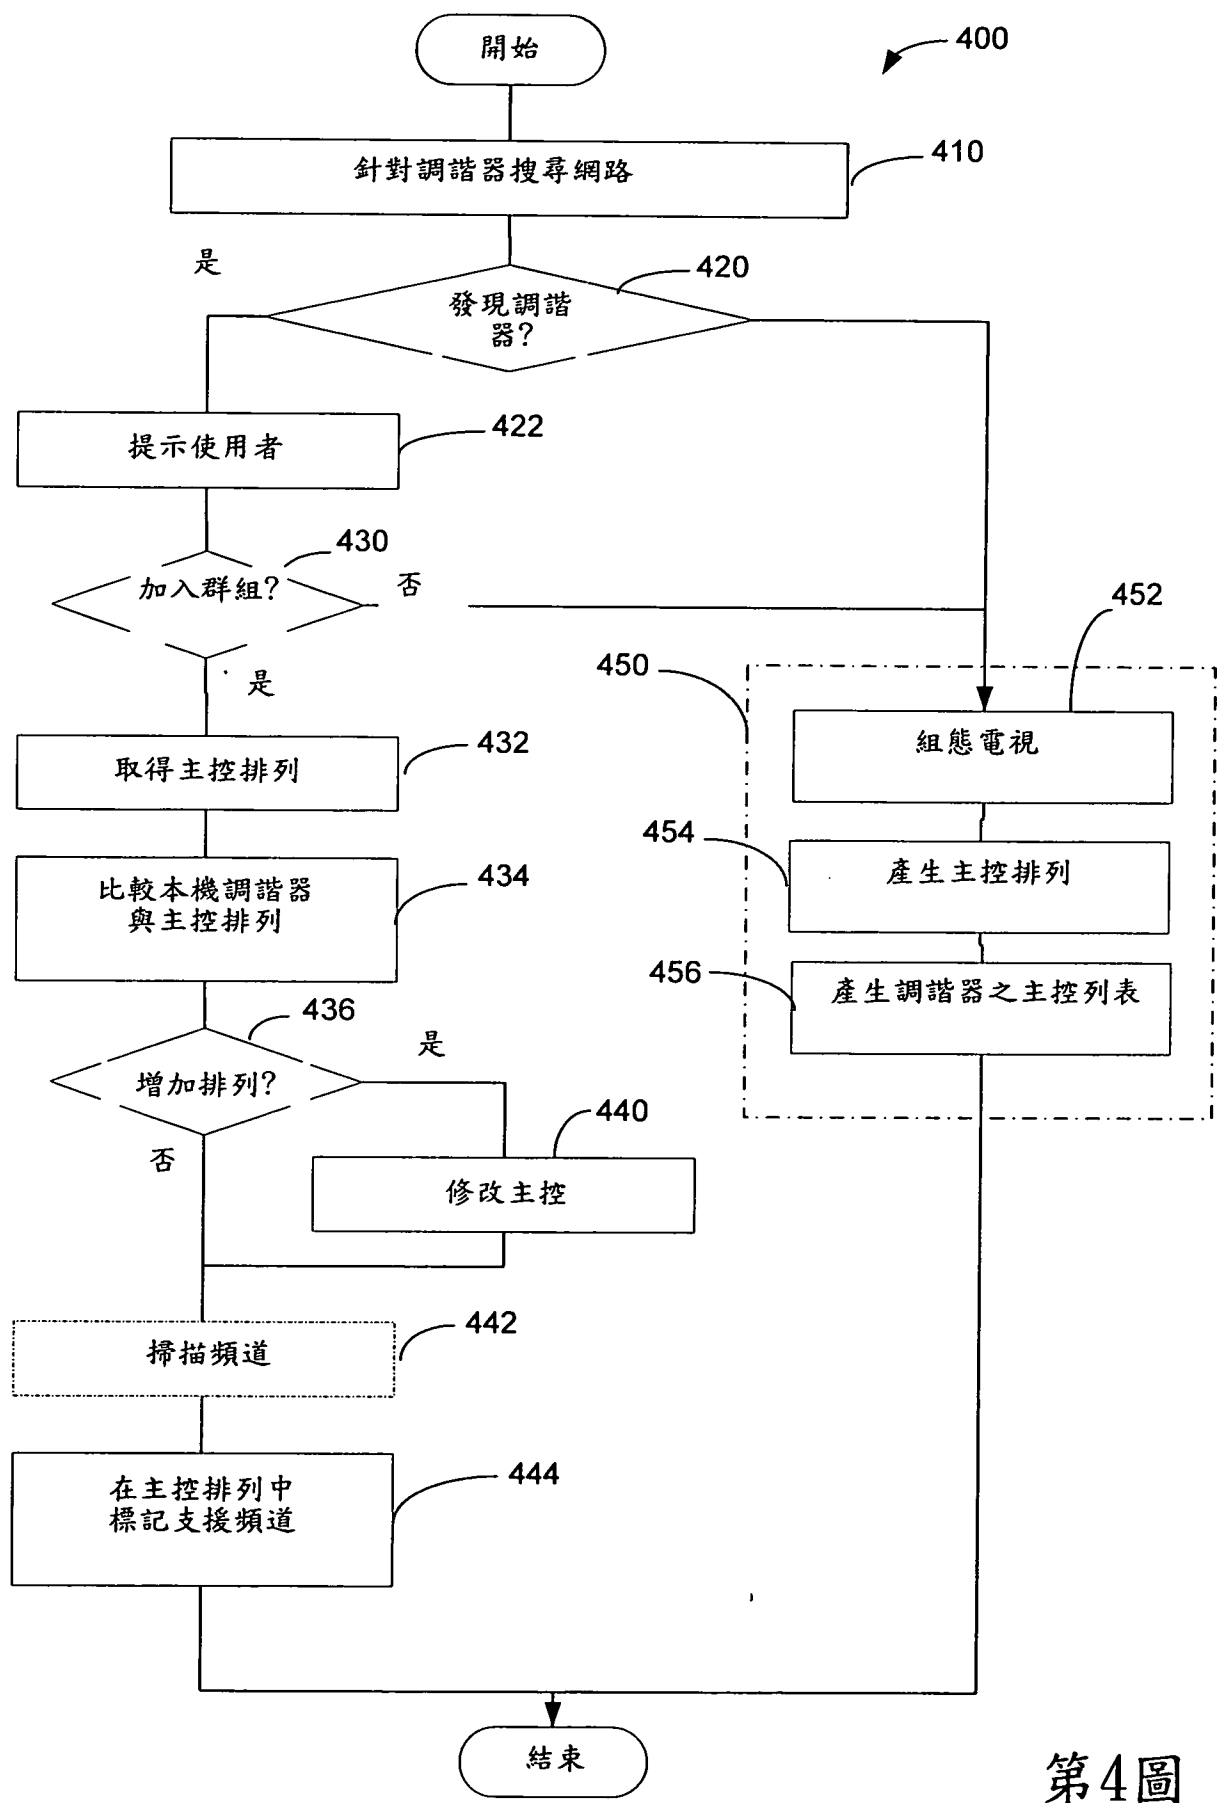 開始
400
針對調諧器搜尋網路
410
是
420
發現調諧
器?
提示使用者
422
加入群組?
430
否
是
450
452
組態電視
取得主控排列
432
454
產生主控排列
比較本機調諧器
與主控排列
434
456
產生調諧器之主控列表
436
是
增加排列?
否
440
修改主控
掃描頻道
442
在主控排列中
標記支援頻道
444
結束
第4圖